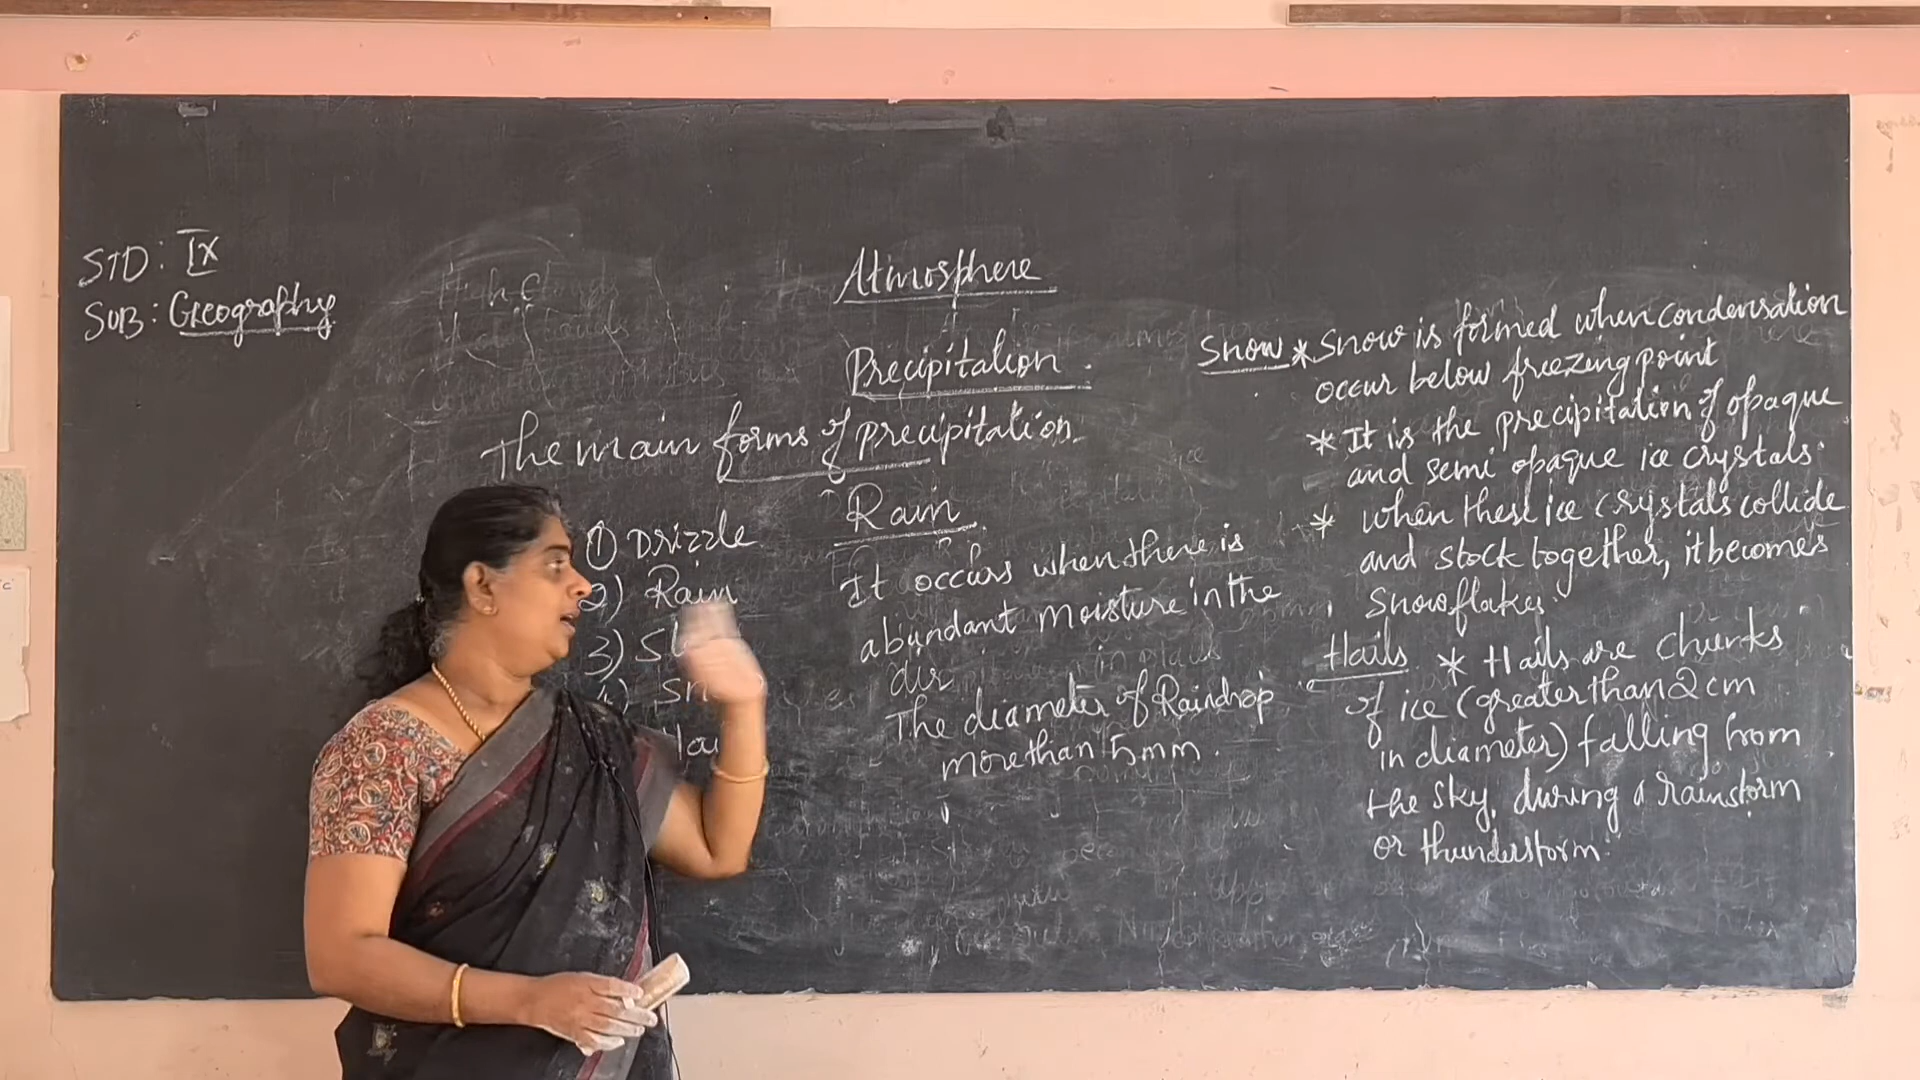 STD: IX
SUB: Geography
Atmosphere
Precipitation.
The main forms of precipitation
1) Drizzle
2) Rain
3)
Rain
It occurs when there is
abundant moisture in the
air
The diameter of Raindrop
more than 5mm.
Snow * Snow is formed when condensation
occur below freezing point
* It is the precipitation of opaque
and semi opaque ice crystals.
* when these ice crystals collide
and stock together, it becomes
Snowflakes.
Hails * Hails are chunks
of ice (greater than 2 cm
in diameter) falling from
the sky, during a rainstorm
or thunderstorm.